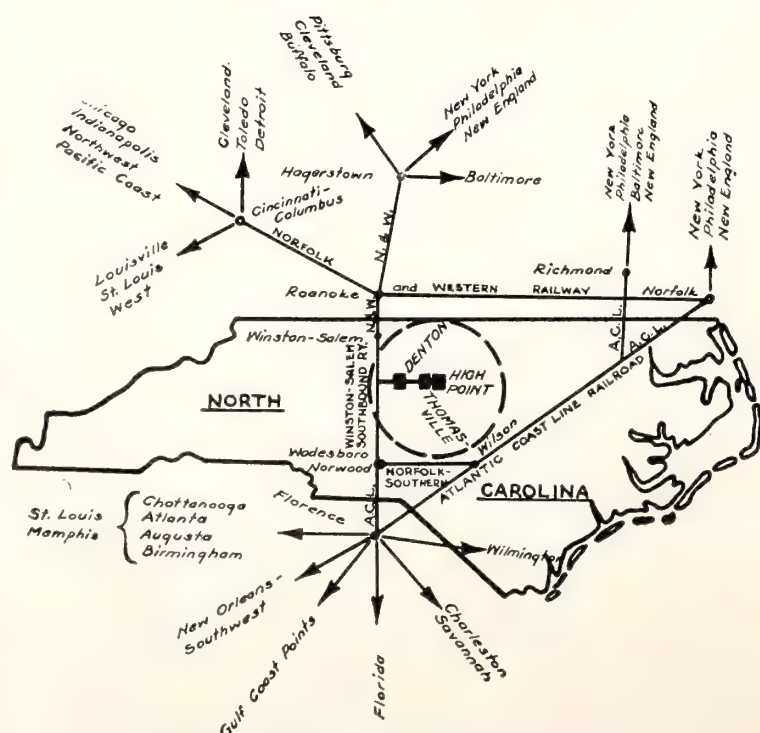 Pittsburg
Cleveland
Buffalo
New York
Philadelphia
New England
Cleveland.
Toledo
Detroit
Indianapolis
Northwest
Pacific Coast
Hagerstown
Baltimore
New York
Philadelphia
Baltimore
New England
New York
Philadelphia
New England
Cincinnati-
Columbus
NORFOLK
N. & W.
Louisville
St. Louis
West
Richmond
Roanoke
and WESTERN RAILWAY
Norfolk
N. & W.
A.C.L.
A.C.L.
Winston-Salem
WINSTON-SALEM
SOUTHBOUND RY.
DENTON
HIGH
POINT
THOMAS-
VILLE
NORTH
Wilson
ATLANTIC COAST LINE RAILROAD
Wadesboro
Norwood
NORFOLK-
SOUTHERN
CAROLINA
A.C.L.
Florence
St. Louis
Memphis
Chattanooga
Atlanta
Augusta
Birmingham
Wilmington
New Orleans-
Southwest
Gulf Coast Points
Florida
Charleston
Savannah